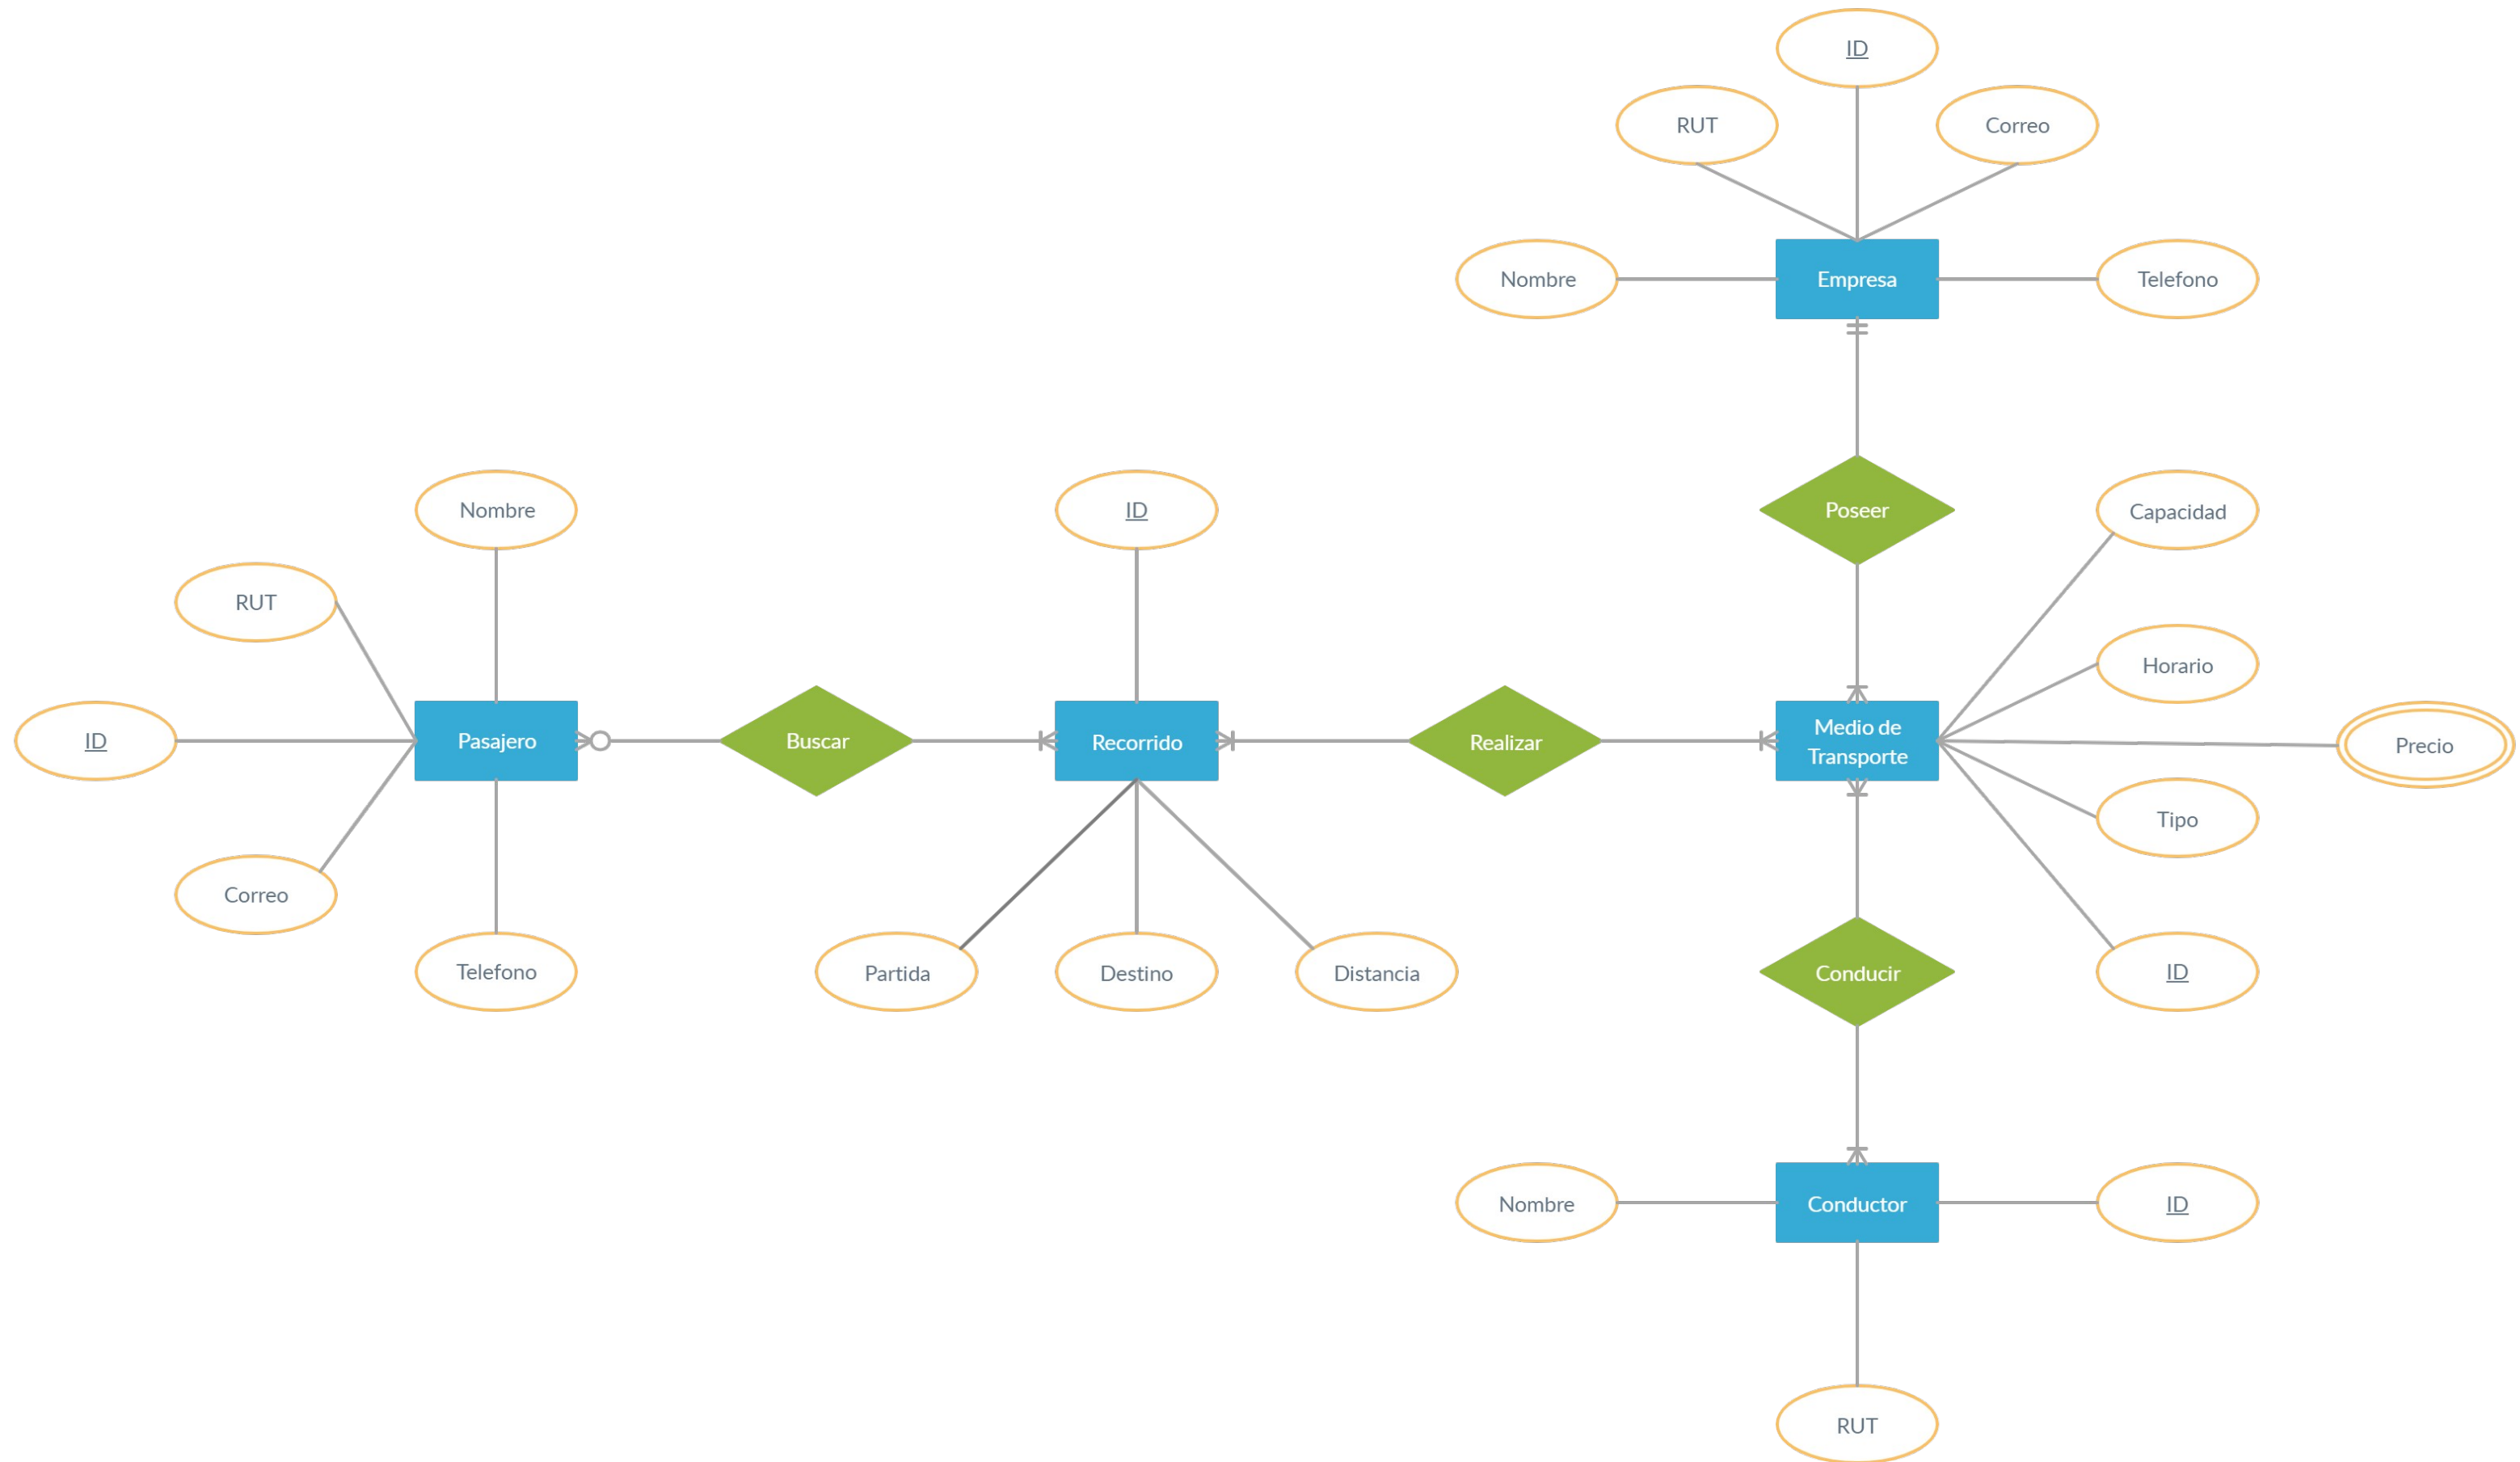 ID
RUT
Correo
Nombre
Empresa
Telefono
Nombre
ID
Poseer
Capacidad
RUT
Horario
ID
Pasajero
Buscar
Recorrido
Realizar
Medio de
Transporte
Precio
Tipo
Correo
Telefono
Partida
Destino
Distancia
Conducir
ID
Nombre
Conductor
ID
RUT